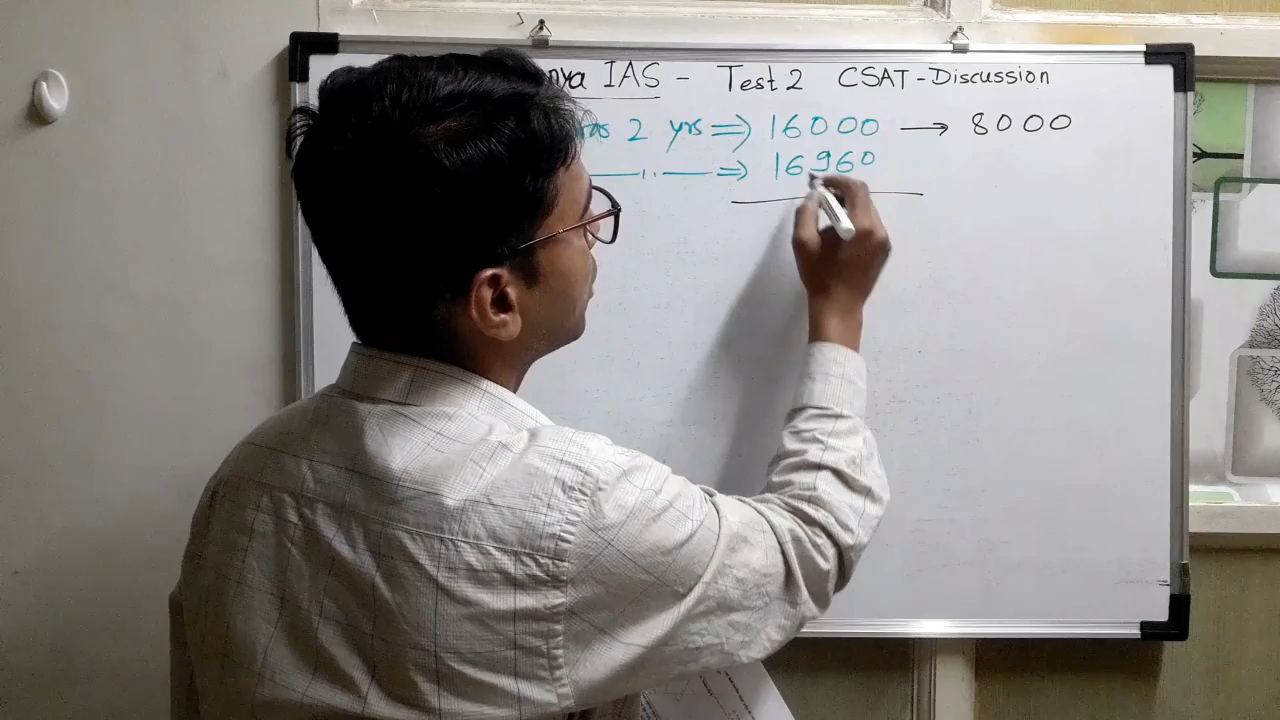 IAS - Test 2 CSAT - Discussion
2 yrs ⇒ 16000 → 8000
—— 〃 —— ⇒ 16960